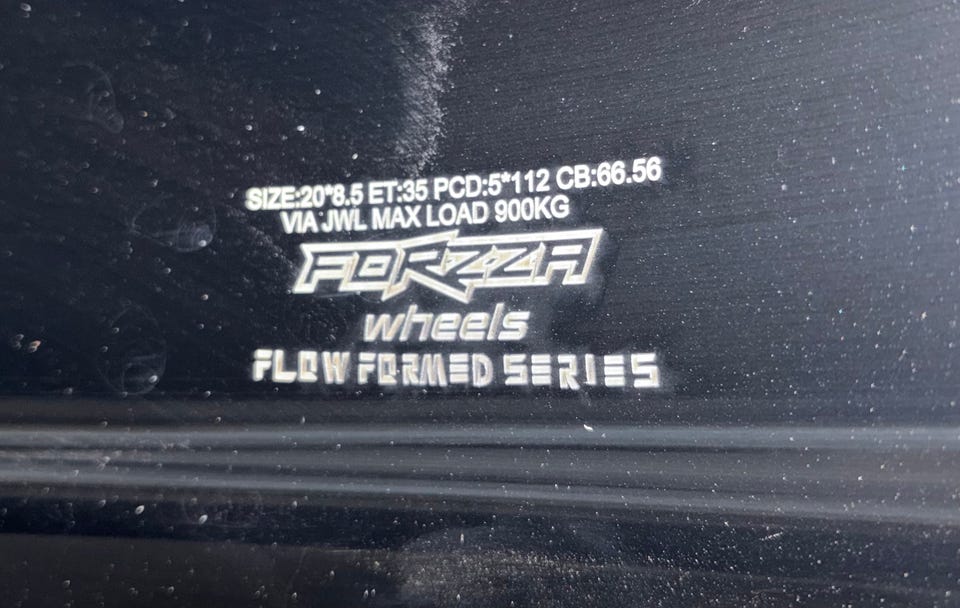 SIZE:20*8.5 ET:35 PCD:5*112 CB:66.56
VIA JWL MAX LOAD 900KG
FORZZA
wheels
FLOW FORMED SERIES